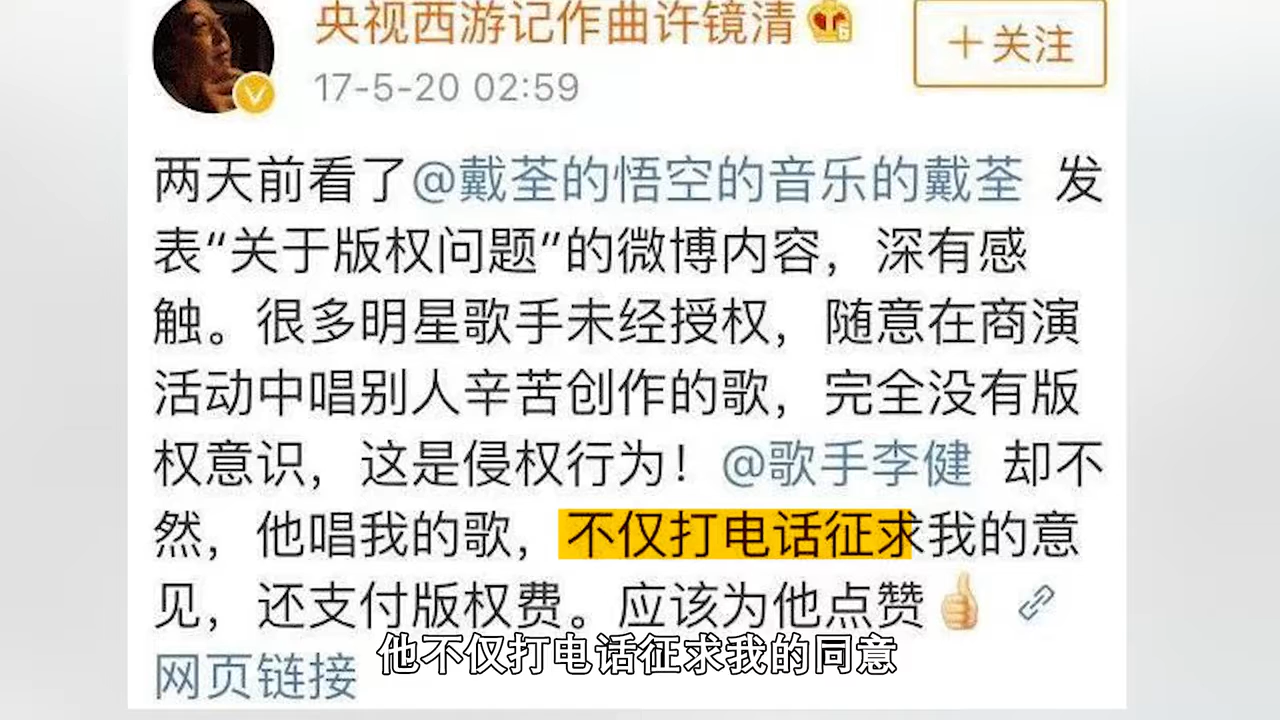 央视西游记作曲许镜清
17-5-20 02:59
+关注
两天前看了@戴荃的悟空的音乐的戴荃 发
表“关于版权问题”的微博内容，深有感
触。很多明星歌手未经授权，随意在商演
活动中唱别人辛苦创作的歌，完全没有版
权意识，这是侵权行为！@歌手李健 却不
然，他唱我的歌，不仅打电话征求我的意
见，还支付版权费。应该为他点赞👍
网页链接
他不仅打电话征求我的同意